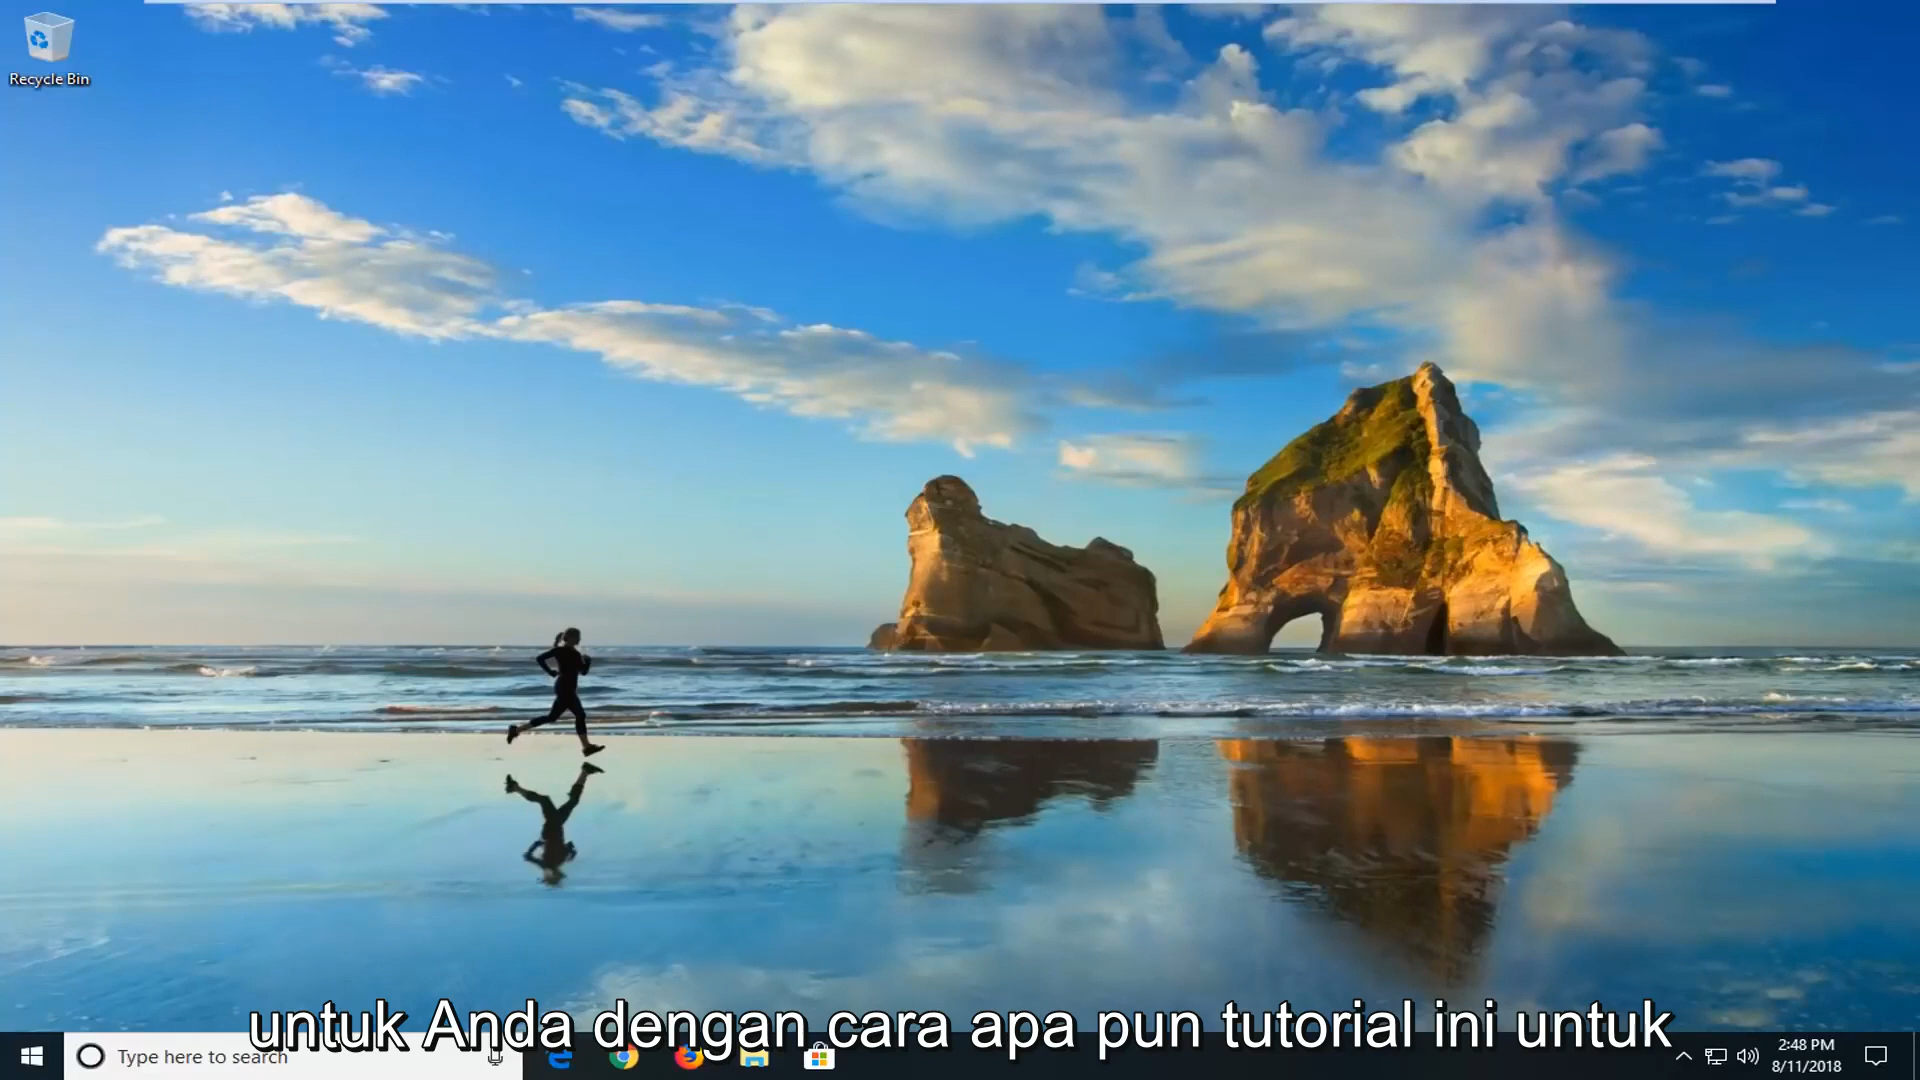 Recycle Bin
untuk Anda dengan cara apa pun tutorial ini untuk
Type here to search
2:48 PM
8/11/2018